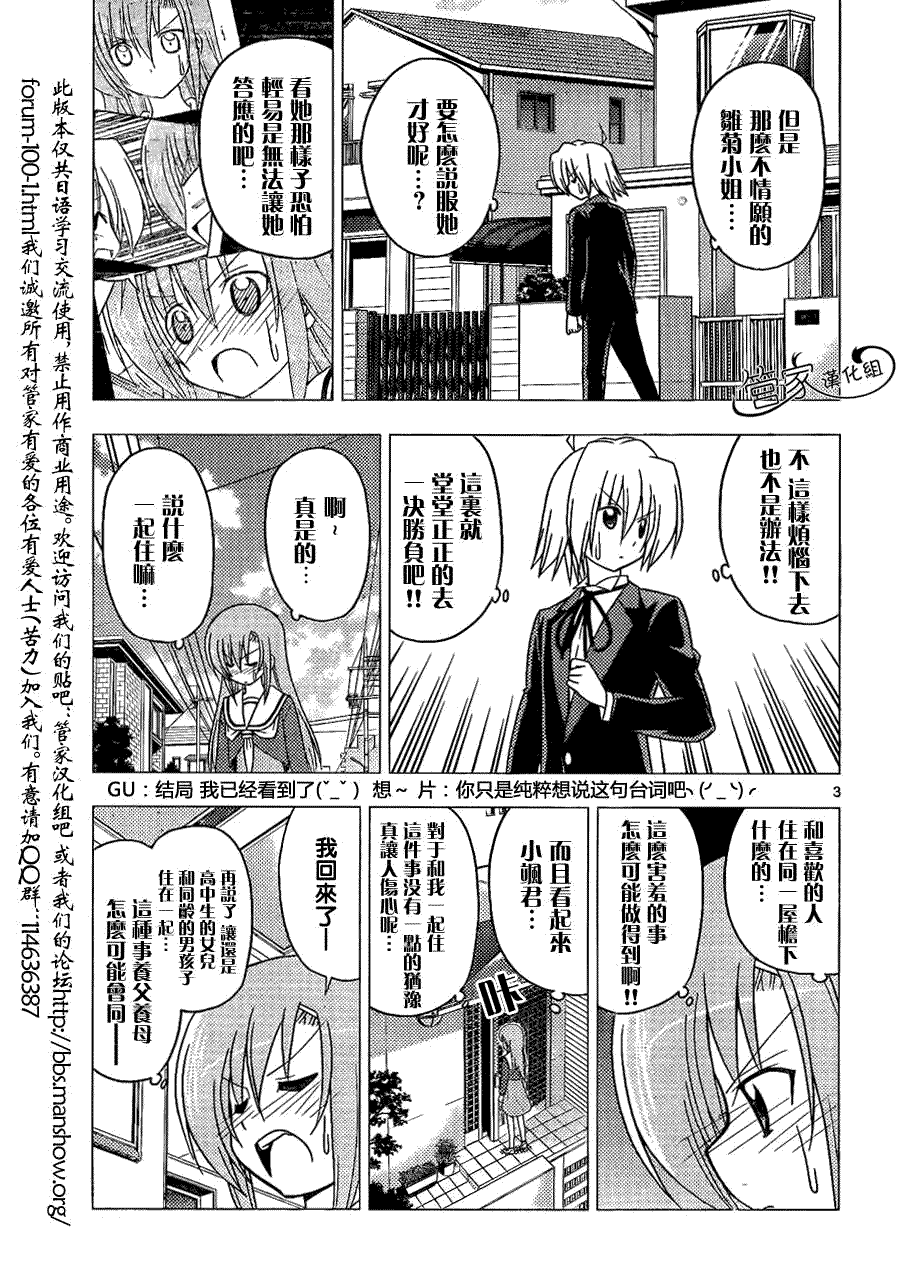 但是
那麼不情願的
雛菊小姐…
要怎麼說服她
才好呢…?
看她那樣子恐怕
輕易是無法讓她
答應的吧…
管家
漢化組
不 這樣煩惱下去
也不是辦法!!
這裏就
堂堂正正的去
一決勝負吧!!
啊~
真是的…
說什麼
一起住嘛…
GU：结局 我已经看到了(ˇ_ˇ) 想~ 片：你只是纯粹想说这句台词吧╮(╯_╰)╭
3
和喜歡的人
住在同一屋檐下
什麼的…
這麼害羞的事
怎麼可能做得到啊!!
而且看起來
小颯君…
對于和我一起住
這件事没有一點的猶豫
真讓人傷心呢…
咔
我回來了─
再説了 讓還是
高中生的女兒
和同齡的男孩子
住在一起…
這種事養父養母
怎麼可能會同──
此版本仅共日语学习交流使用,禁止用作商业用途。欢迎访问我们的贴吧：管家汉化组吧 或者我们的论坛http://bbs.manshow.org/
forum-100-1.html我们诚邀所有对管家有爱的各位有爱人士(苦力)加入我们。有意请加QQ群：114636387